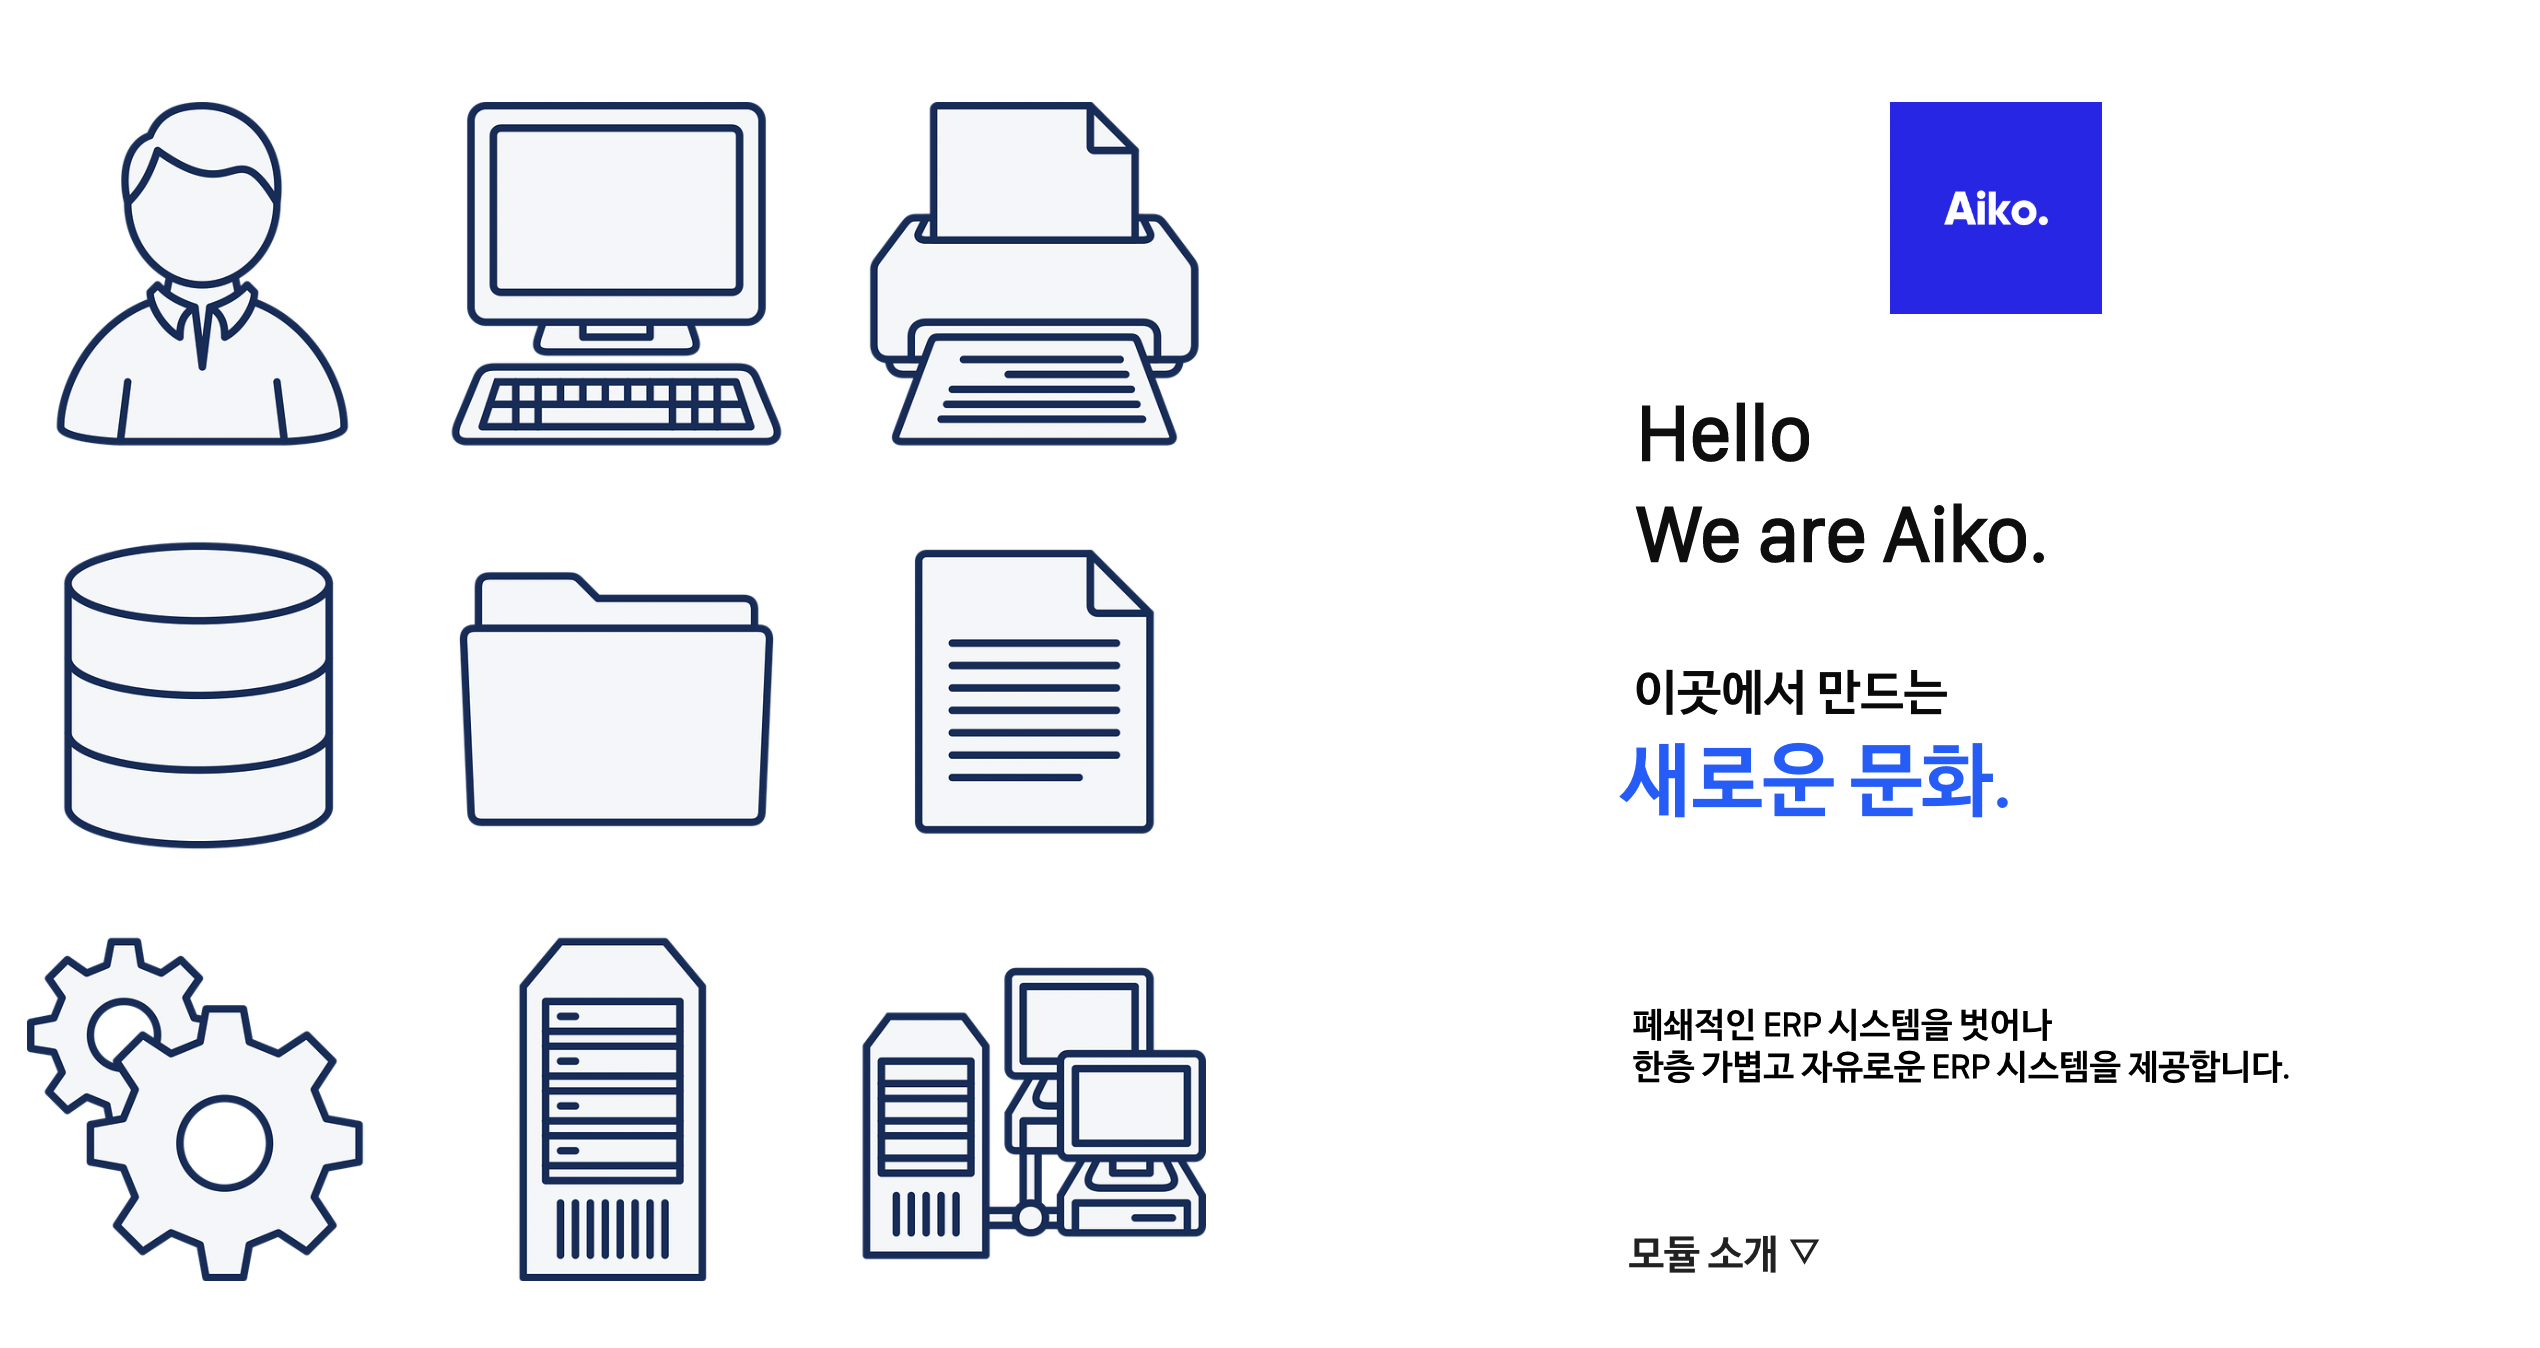 Aiko.
Hello
We are Aiko.
이곳에서 만드는
새로운 문화.
폐쇄적인 ERP 시스템을 벗어나
한층 가볍고 자유로운 ERP 시스템을 제공합니다.
모듈 소개 ▽